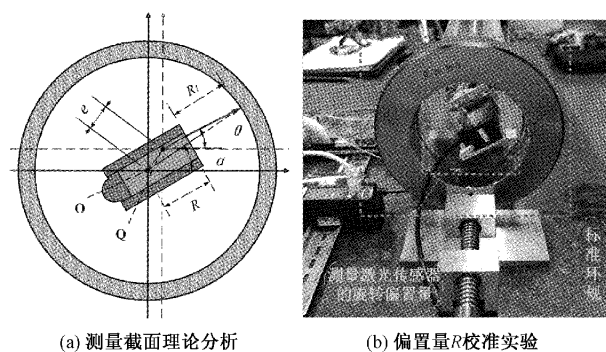 e
R_l
θ
α
R
O
Q
测量激光传感器
的旋转偏置量
标准环规
(a) 测量截面理论分析
(b) 偏置量R校准实验